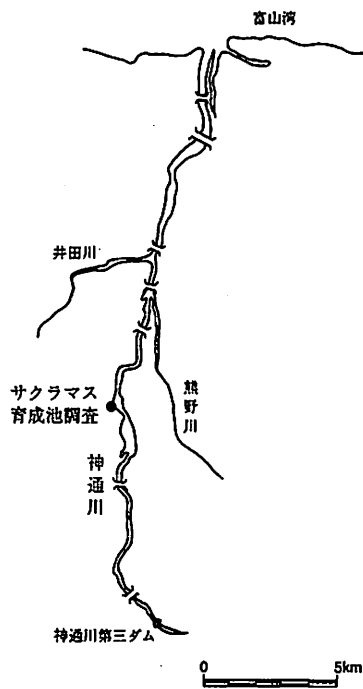 富山湾
井田川
サクラマス
育成池調査
熊野川
神通川
神通川第三ダム
0 5km